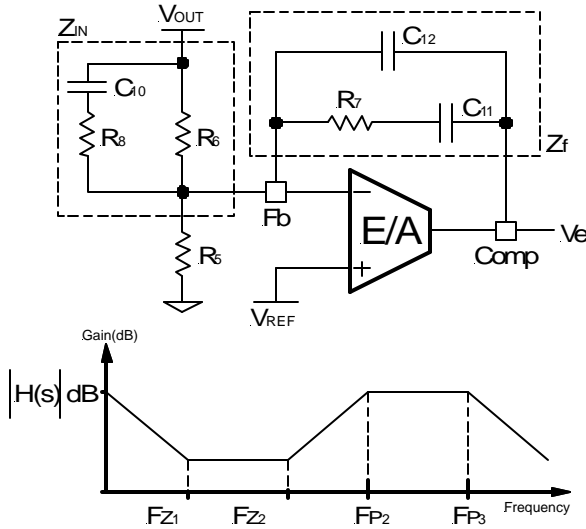 VOUT
ZIN
C12
C10
R7
C11
R8
R6
Zf
Fb
E/A
Ve
R5
Comp
VREF
Gain(dB)
|H(s)| dB
FZ1 FZ2 FP2 FP3 Frequency